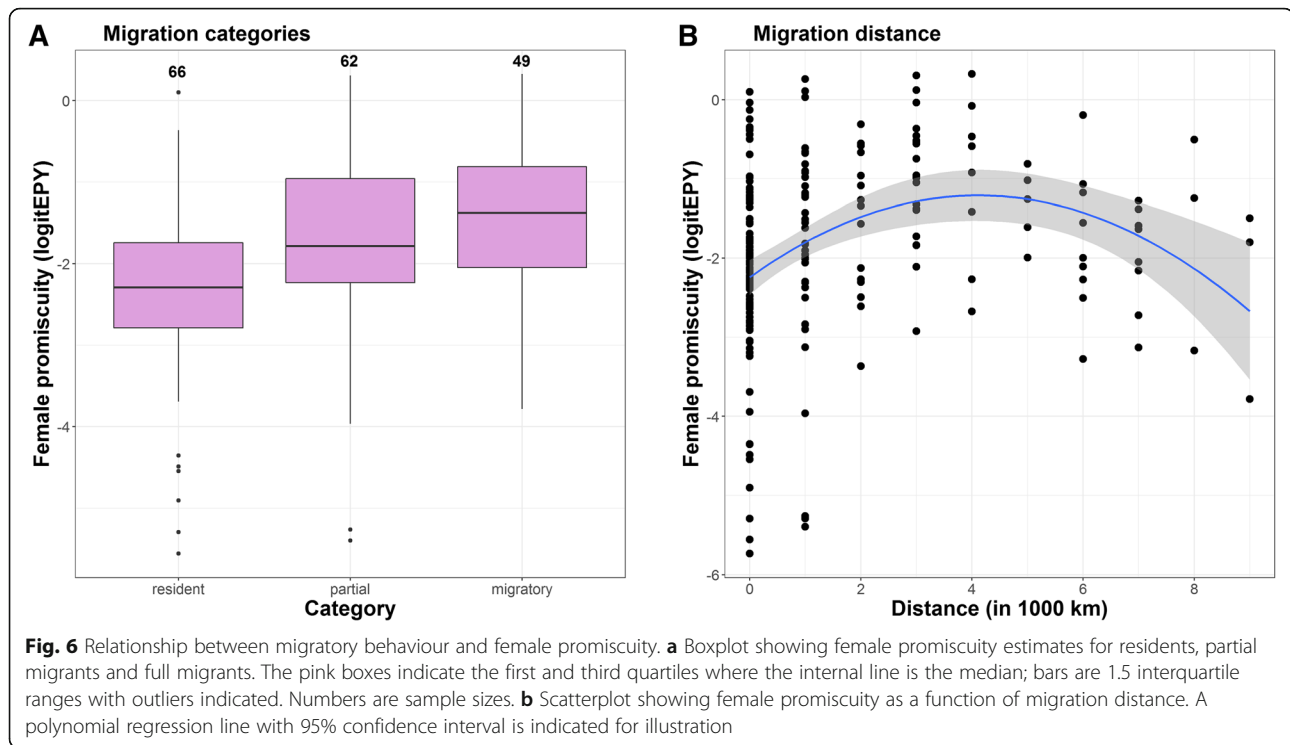 A Migration categories
66 62 49
0
-2
-4
Female promiscuity (logitEPY)
resident partial migratory
Category
B Migration distance
0
-2
-4
-6
Female promiscuity (logitEPY)
0 2 4 6 8
Distance (in 1000 km)
Fig. 6 Relationship between migratory behaviour and female promiscuity. a Boxplot showing female promiscuity estimates for residents, partial
migrants and full migrants. The pink boxes indicate the first and third quartiles where the internal line is the median; bars are 1.5 interquartile
ranges with outliers indicated. Numbers are sample sizes. b Scatterplot showing female promiscuity as a function of migration distance. A
polynomial regression line with 95% confidence interval is indicated for illustration